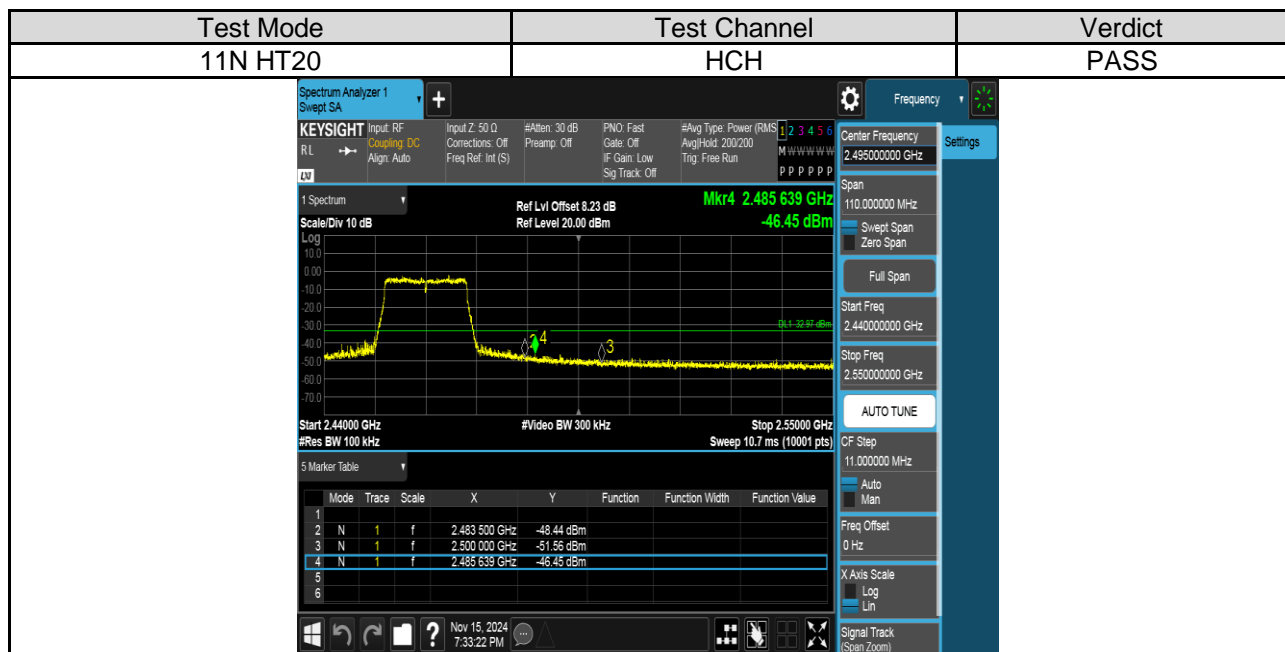 Test Mode Test Channel Verdict
11N HT20 HCH PASS
Spectrum Analyzer 1
Swept SA
+
Frequency
Settings
KEYSIGHT Input: RF Input Z: 50 Ω #Atten: 30 dB PNO: Fast #Avg Type: Power (RMS 1 2 3 4 5 6
RL Coupling: DC Corrections: Off Preamp: Off Gate: Off Avg|Hold: 200/200 M W W W W W
Align: Auto Freq Ref: Int (S) IF Gain: Low Trig: Free Run
LXI Sig Track: Off P P P P P P
1 Spectrum
Ref Lvl Offset 8.23 dB
Mkr4 2.485 639 GHz
Scale/Div 10 dB Ref Level 20.00 dBm -46.45 dBm
Log
10.0
0.00
-10.0
-20.0
-30.0
DL1 -32.97 dBm
-40.0
4
3
-50.0
-60.0
-70.0
Start 2.44000 GHz #Video BW 300 kHz Stop 2.55000 GHz
#Res BW 100 kHz Sweep 10.7 ms (10001 pts)
5 Marker Table
Mode Trace Scale X Y Function Function Width Function Value
1
2 N 1 f 2.483 500 GHz -48.44 dBm
3 N 1 f 2.500 000 GHz -51.56 dBm
4 N 1 f 2.485 639 GHz -46.45 dBm
5
6
Center Frequency
2.495000000 GHz
Span
110.000000 MHz
Swept Span
Zero Span
Full Span
Start Freq
2.440000000 GHz
Stop Freq
2.550000000 GHz
AUTO TUNE
CF Step
11.000000 MHz
Auto
Man
Freq Offset
0 Hz
X Axis Scale
Log
Lin
Signal Track
(Span Zoom)
?
Nov 15, 2024
7:33:22 PM